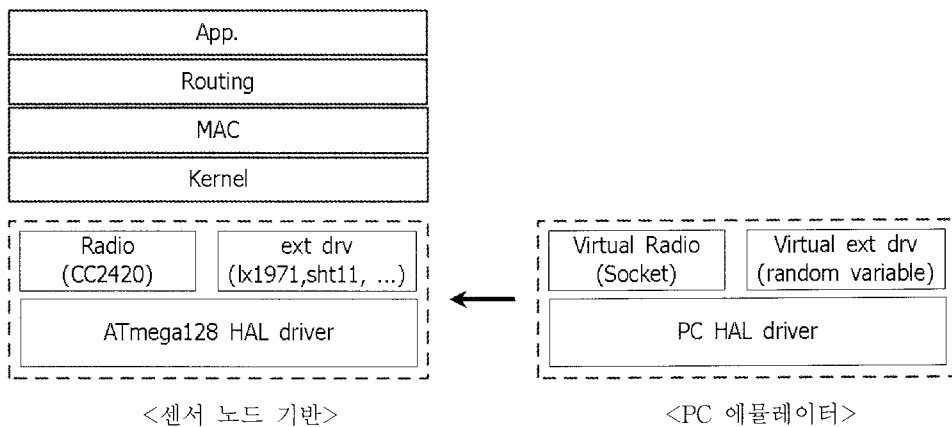 App.
Routing
MAC
Kernel
Radio
(CC2420)
ext drv
(lx1971,sht11, ...)
ATmega128 HAL driver
Virtual Radio
(Socket)
Virtual ext drv
(random variable)
PC HAL driver
<센서 노드 기반>
<PC 에뮬레이터>